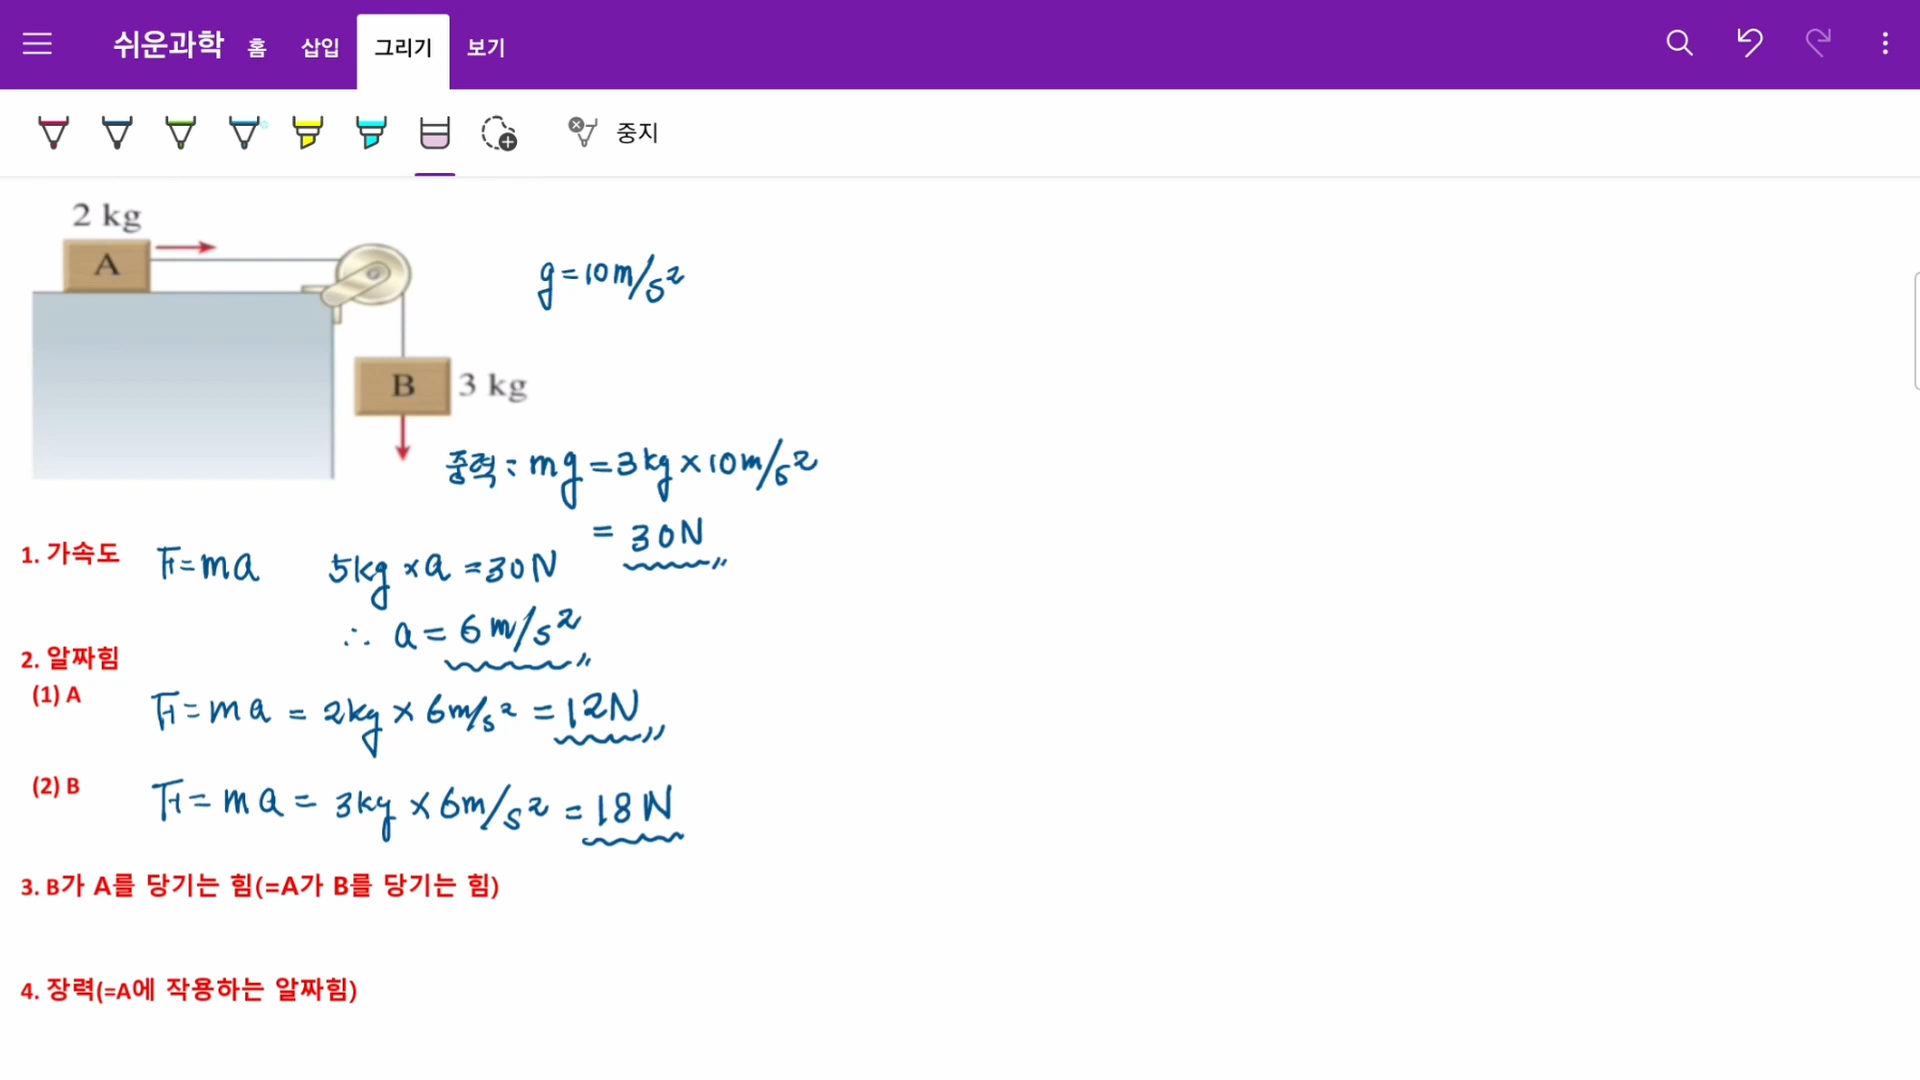 쉬운과학 홈 삽입 그리기 보기
중지
2 kg
A
g=10m/s²
B 3 kg
중력 : mg=3kg×10m/s²
= 30N
1. 가속도 F=ma 5kg×a=30N
∴ a=6m/s²
2. 알짜힘
(1) A F=ma=2kg×6m/s²=12N
(2) B F=ma=3kg×6m/s²=18N
3. B가 A를 당기는 힘(=A가 B를 당기는 힘)
4. 장력(=A에 작용하는 알짜힘)